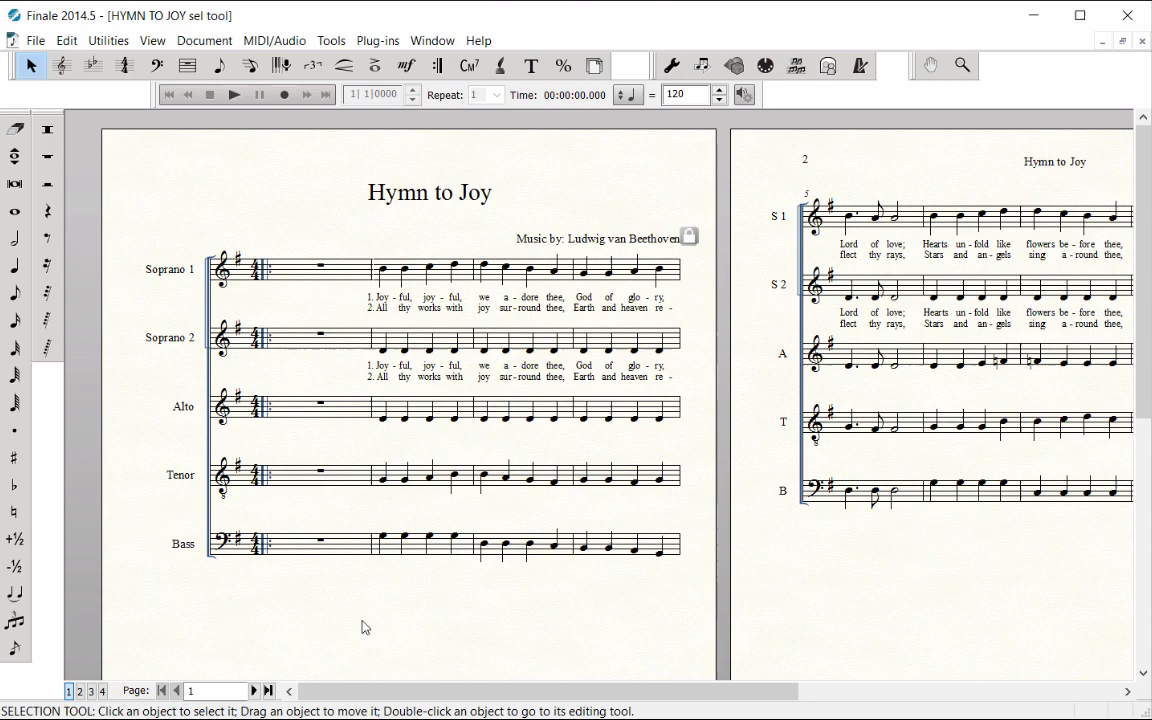 Finale 2014.5 - [HYMN TO JOY sel tool]
File Edit Utilities View Document MIDI/Audio Tools Plug-ins Window Help
mf CM7 T %
1| 1|0000 Repeat: 1 Time: 00:00:00.000 = 120
Hymn to Joy
Music by: Ludwig van Beethoven
Soprano 1
1. Joy - ful, joy - ful, we a - dore thee, God of glo - ry,
2. All thy works with joy sur - round thee, Earth and heaven re -
Soprano 2
1. Joy - ful, joy - ful, we a - dore thee, God of glo - ry,
2. All thy works with joy sur - round thee, Earth and heaven re -
Alto
Tenor
Bass
2 Hymn to Joy
5
S 1
Lord of love; Hearts un - fold like flowers be - fore thee,
flect thy rays, Stars and an - gels sing a - round thee,
S 2
Lord of love; Hearts un - fold like flowers be - fore thee,
flect thy rays, Stars and an - gels sing a - round thee,
A
T
B
+½
-½
1 2 3 4 Page: 1
SELECTION TOOL: Click an object to select it; Drag an object to move it; Double-click an object to go to its editing tool.